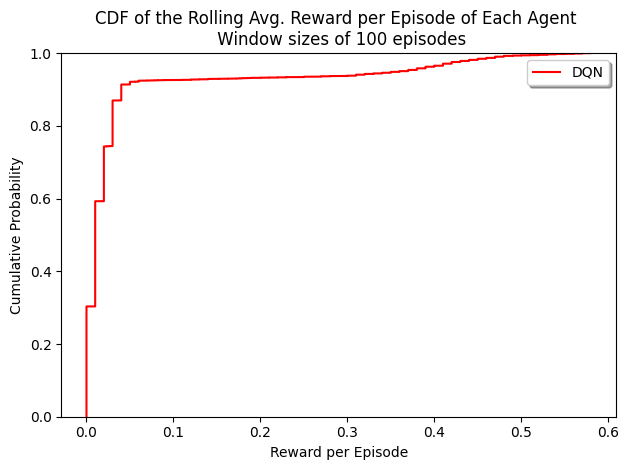 CDF of the Rolling Avg. Reward per Episode of Each Agent
Window sizes of 100 episodes
DQN
1.0
0.8
0.6
0.4
0.2
0.0
Cumulative Probability
0.0 0.1 0.2 0.3 0.4 0.5 0.6
Reward per Episode